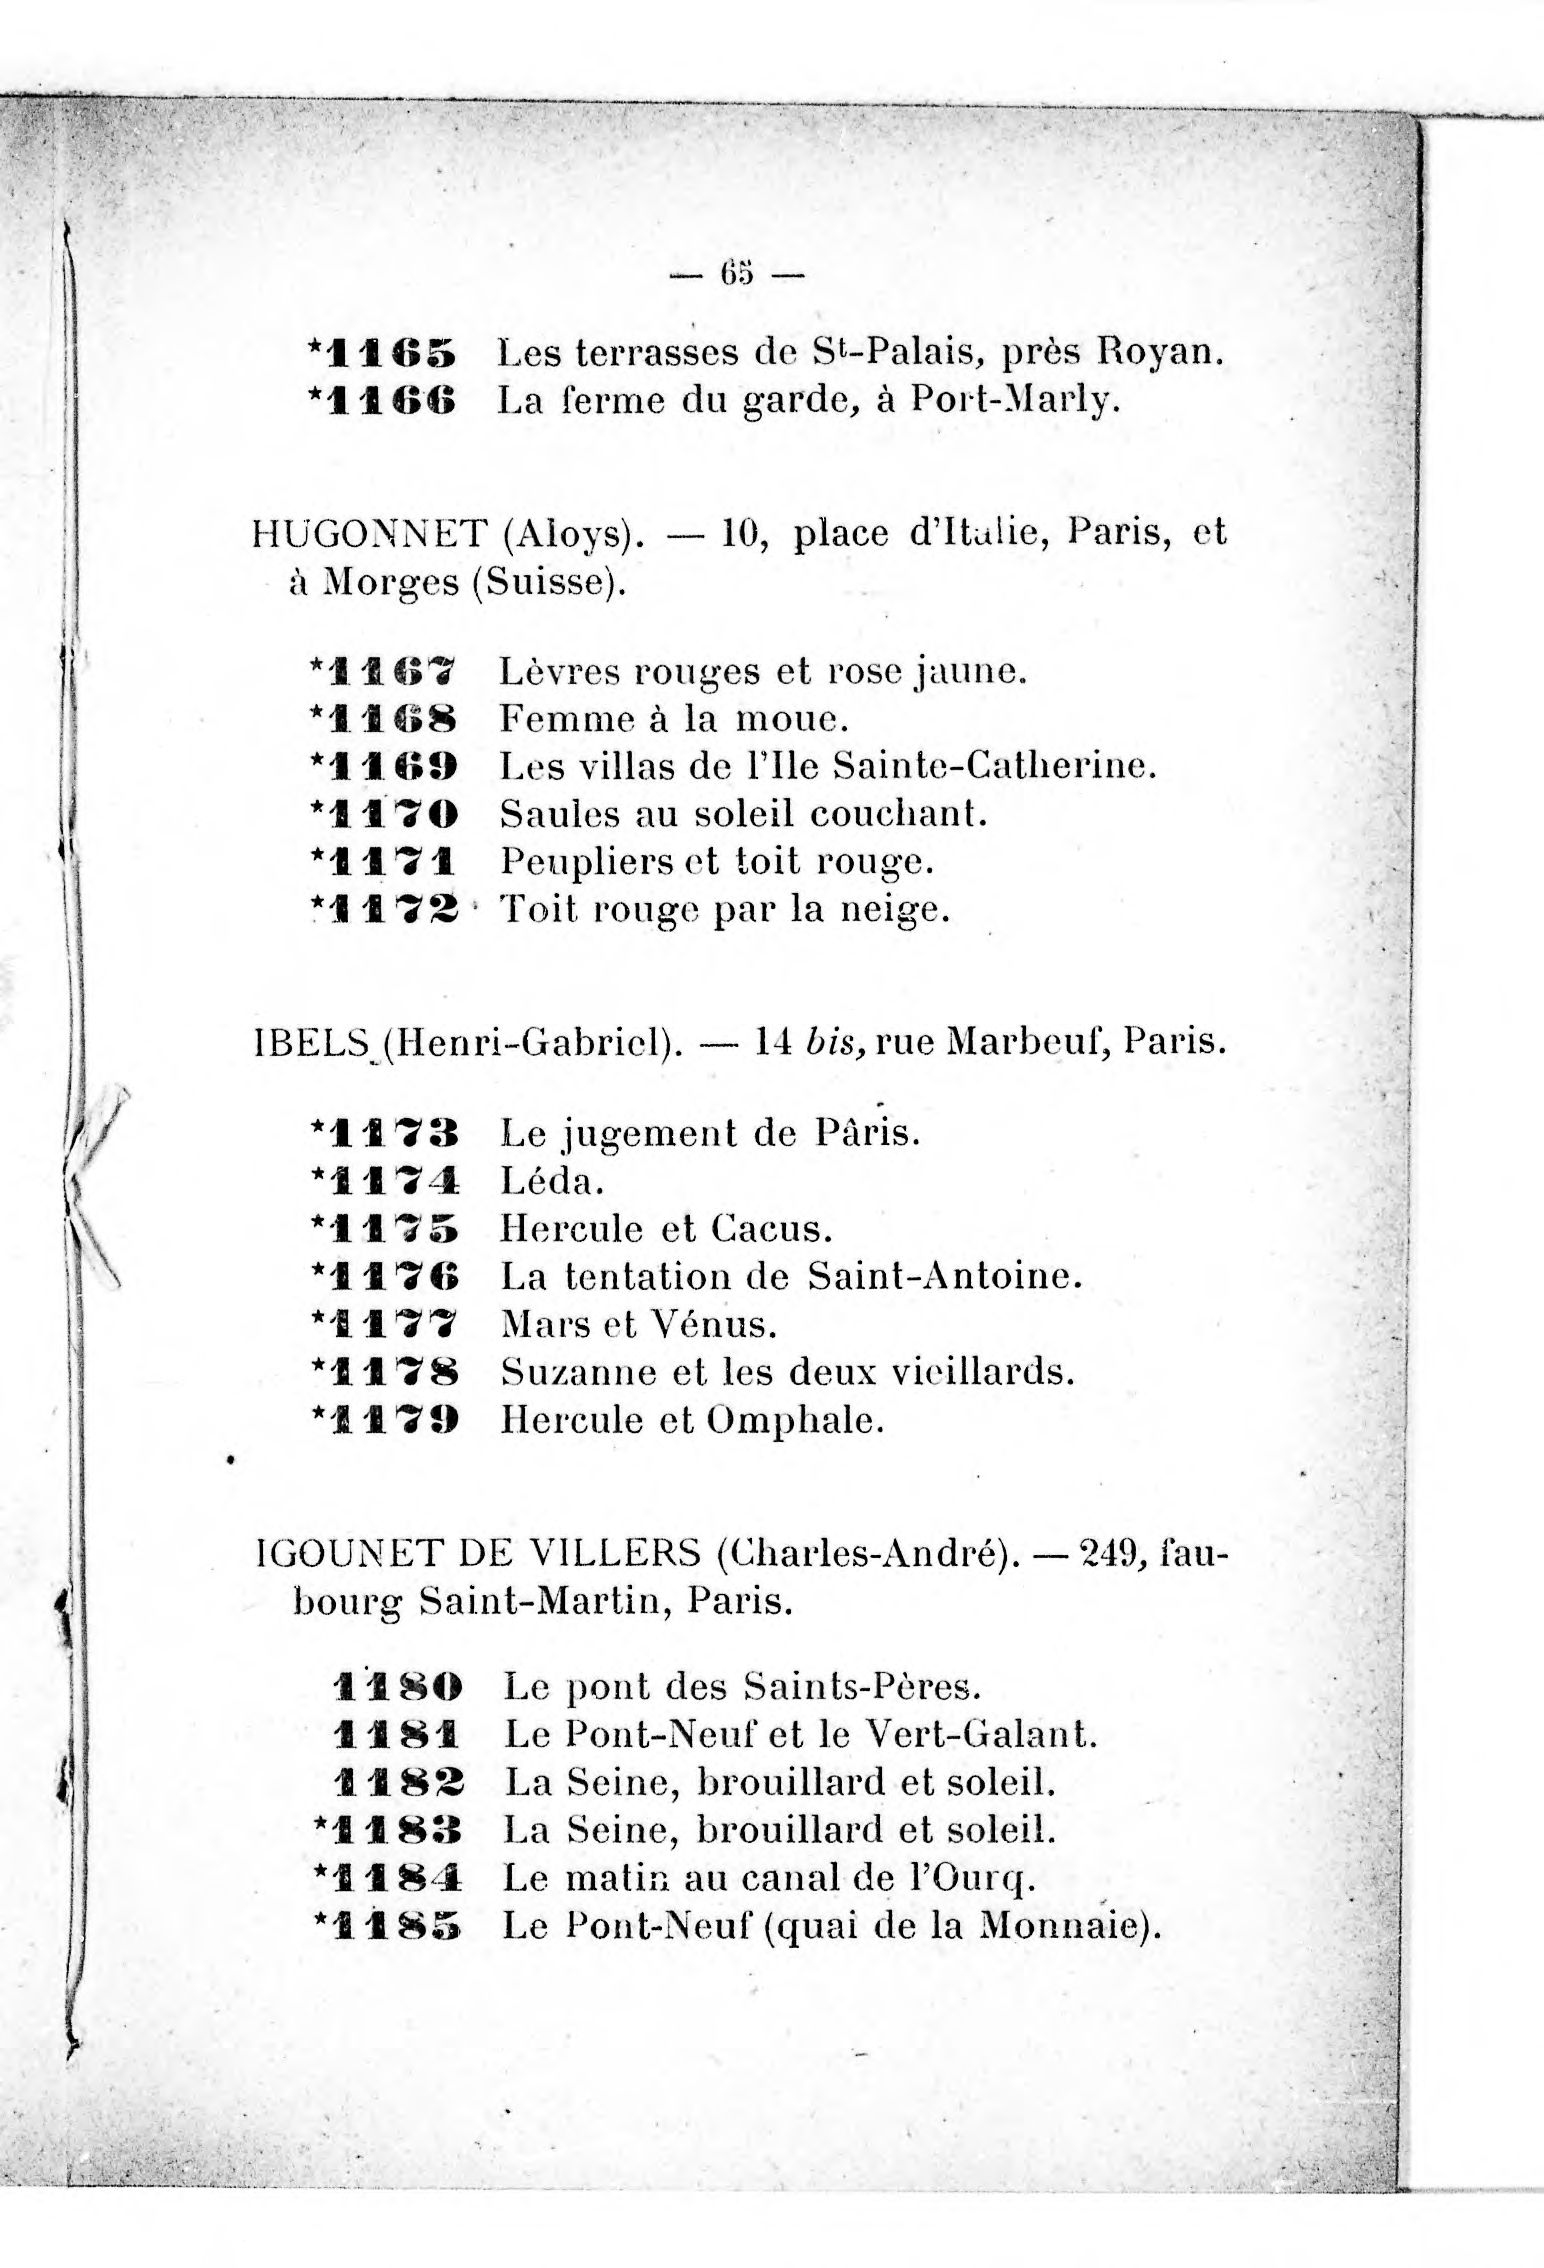 — 65 —
*1165 Les terrasses de St-Palais, près Royan.
*1166 La ferme du garde, à Port-Marly.
HUGONNET (Aloys). — 10, place d'Italie, Paris, et
à Morges (Suisse).
*1167 Lèvres rouges et rose jaune.
*1168 Femme à la moue.
*1169 Les villas de l'Ile Sainte-Catherine.
*1170 Saules au soleil couchant.
*1171 Peupliers et toit rouge.
*1172 Toit rouge par la neige.
IBELS (Henri-Gabriel). — 14 bis, rue Marbeuf, Paris.
*1173 Le jugement de Pâris.
*1174 Léda.
*1175 Hercule et Cacus.
*1176 La tentation de Saint-Antoine.
*1177 Mars et Vénus.
*1178 Suzanne et les deux vieillards.
*1179 Hercule et Omphale.
IGOUNET DE VILLERS (Charles-André). — 249, fau-
bourg Saint-Martin, Paris.
1180 Le pont des Saints-Pères.
1181 Le Pont-Neuf et le Vert-Galant.
1182 La Seine, brouillard et soleil.
*1183 La Seine, brouillard et soleil.
*1184 Le matin au canal de l'Ourq.
*1185 Le Pont-Neuf (quai de la Monnaie).